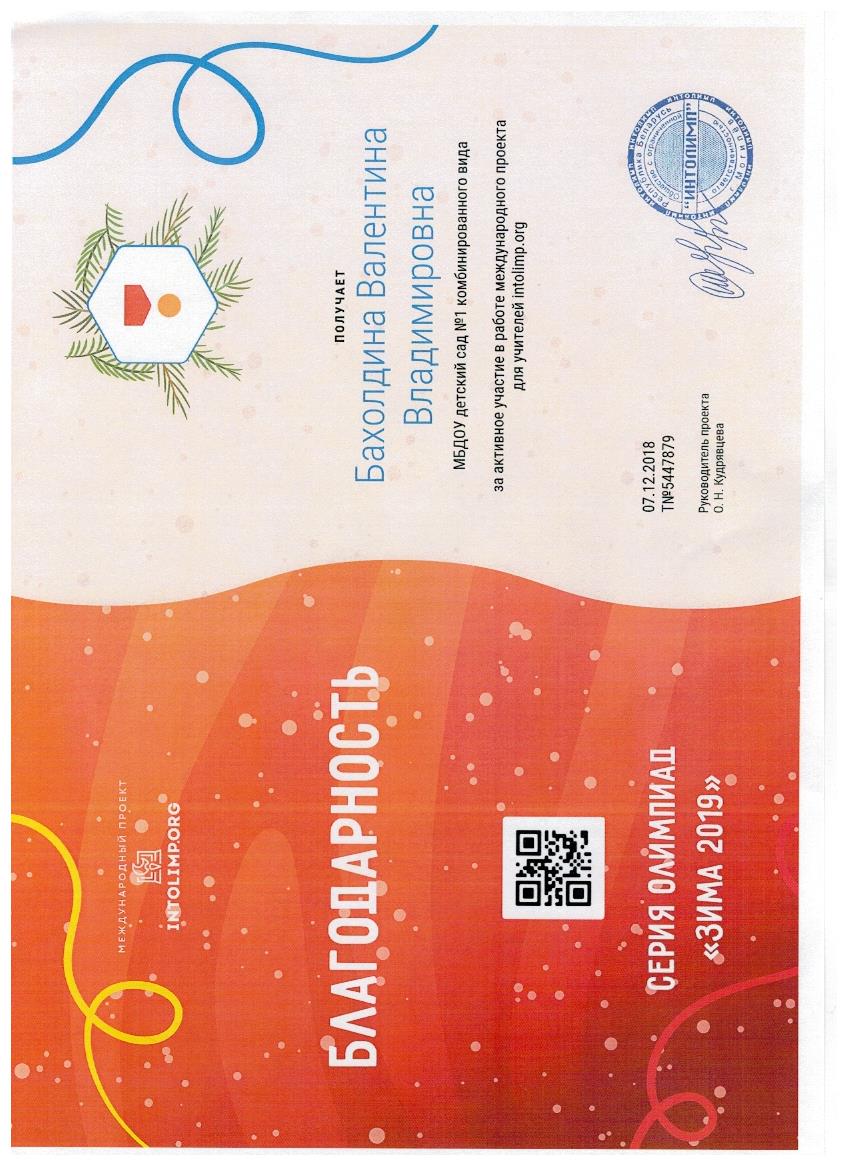 МЕЖДУНАРОДНЫЙ ПРОЕКТ
INTOLIMP.ORG
БЛАГОДАРНОСТЬ
СЕРИЯ ОЛИМПИАД
«ЗИМА 2019»
ПОЛУЧАЕТ
Бахолдина Валентина
Владимировна
МБДОУ детский сад №1 комбинированного вида
за активное участие в работе международного проекта
для учителей intolimp.org
07.12.2018
Т№5447879
Руководитель проекта
О. Н. Кудрявцева
Республика Беларусь
Общество с ограниченной
"ИНТОЛИМП"
ответственностью
г. Могилёв